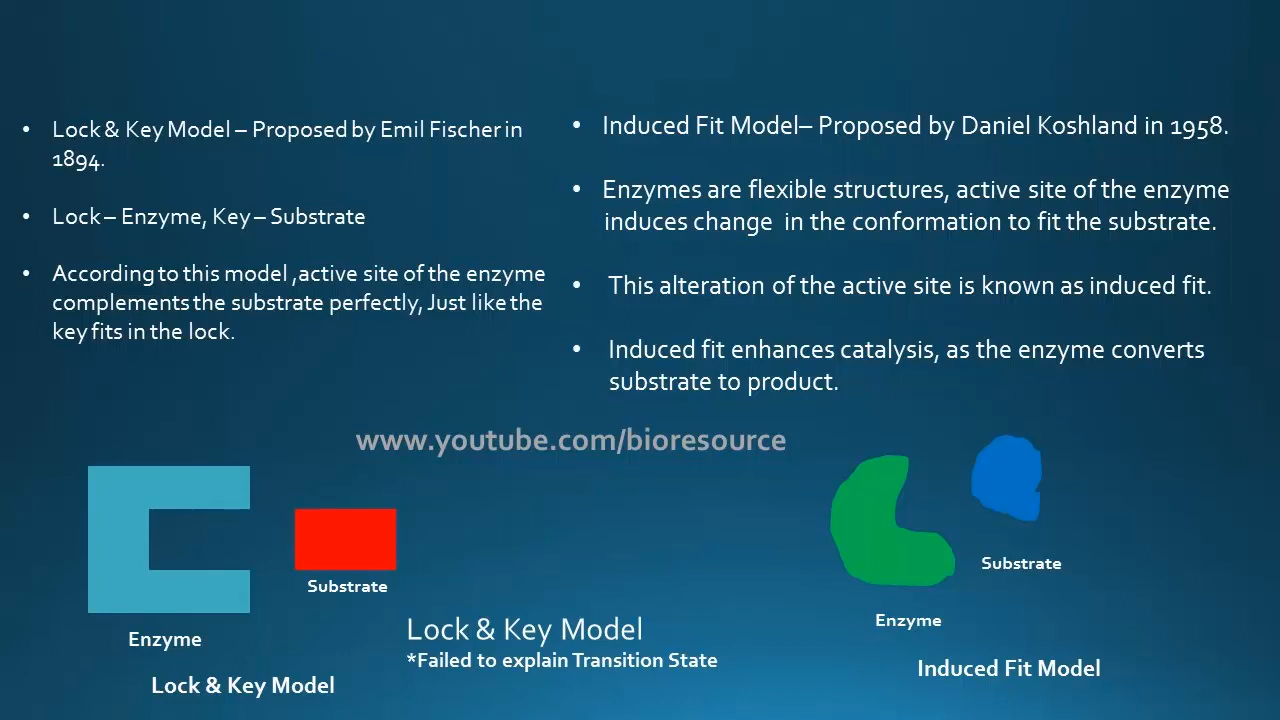 • Lock & Key Model – Proposed by Emil Fischer in
1894.
• Lock – Enzyme, Key – Substrate
• According to this model ,active site of the enzyme
complements the substrate perfectly, Just like the
key fits in the lock.
• Induced Fit Model– Proposed by Daniel Koshland in 1958.
• Enzymes are flexible structures, active site of the enzyme
induces change in the conformation to fit the substrate.
• This alteration of the active site is known as induced fit.
• Induced fit enhances catalysis, as the enzyme converts
substrate to product.
www.youtube.com/bioresource
Substrate
Enzyme
Lock & Key Model
Lock & Key Model
*Failed to explain Transition State
Substrate
Enzyme
Induced Fit Model